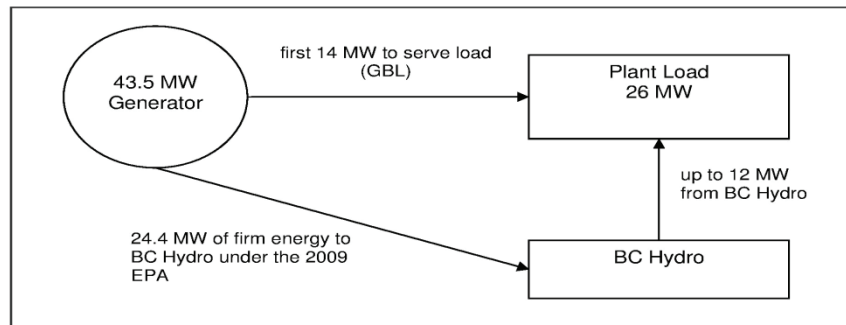 first 14 MW to serve load
(GBL)
43.5 MW
Generator
Plant Load
26 MW
up to 12 MW
from BC Hydro
24.4 MW of firm energy to
BC Hydro under the 2009
EPA
BC Hydro